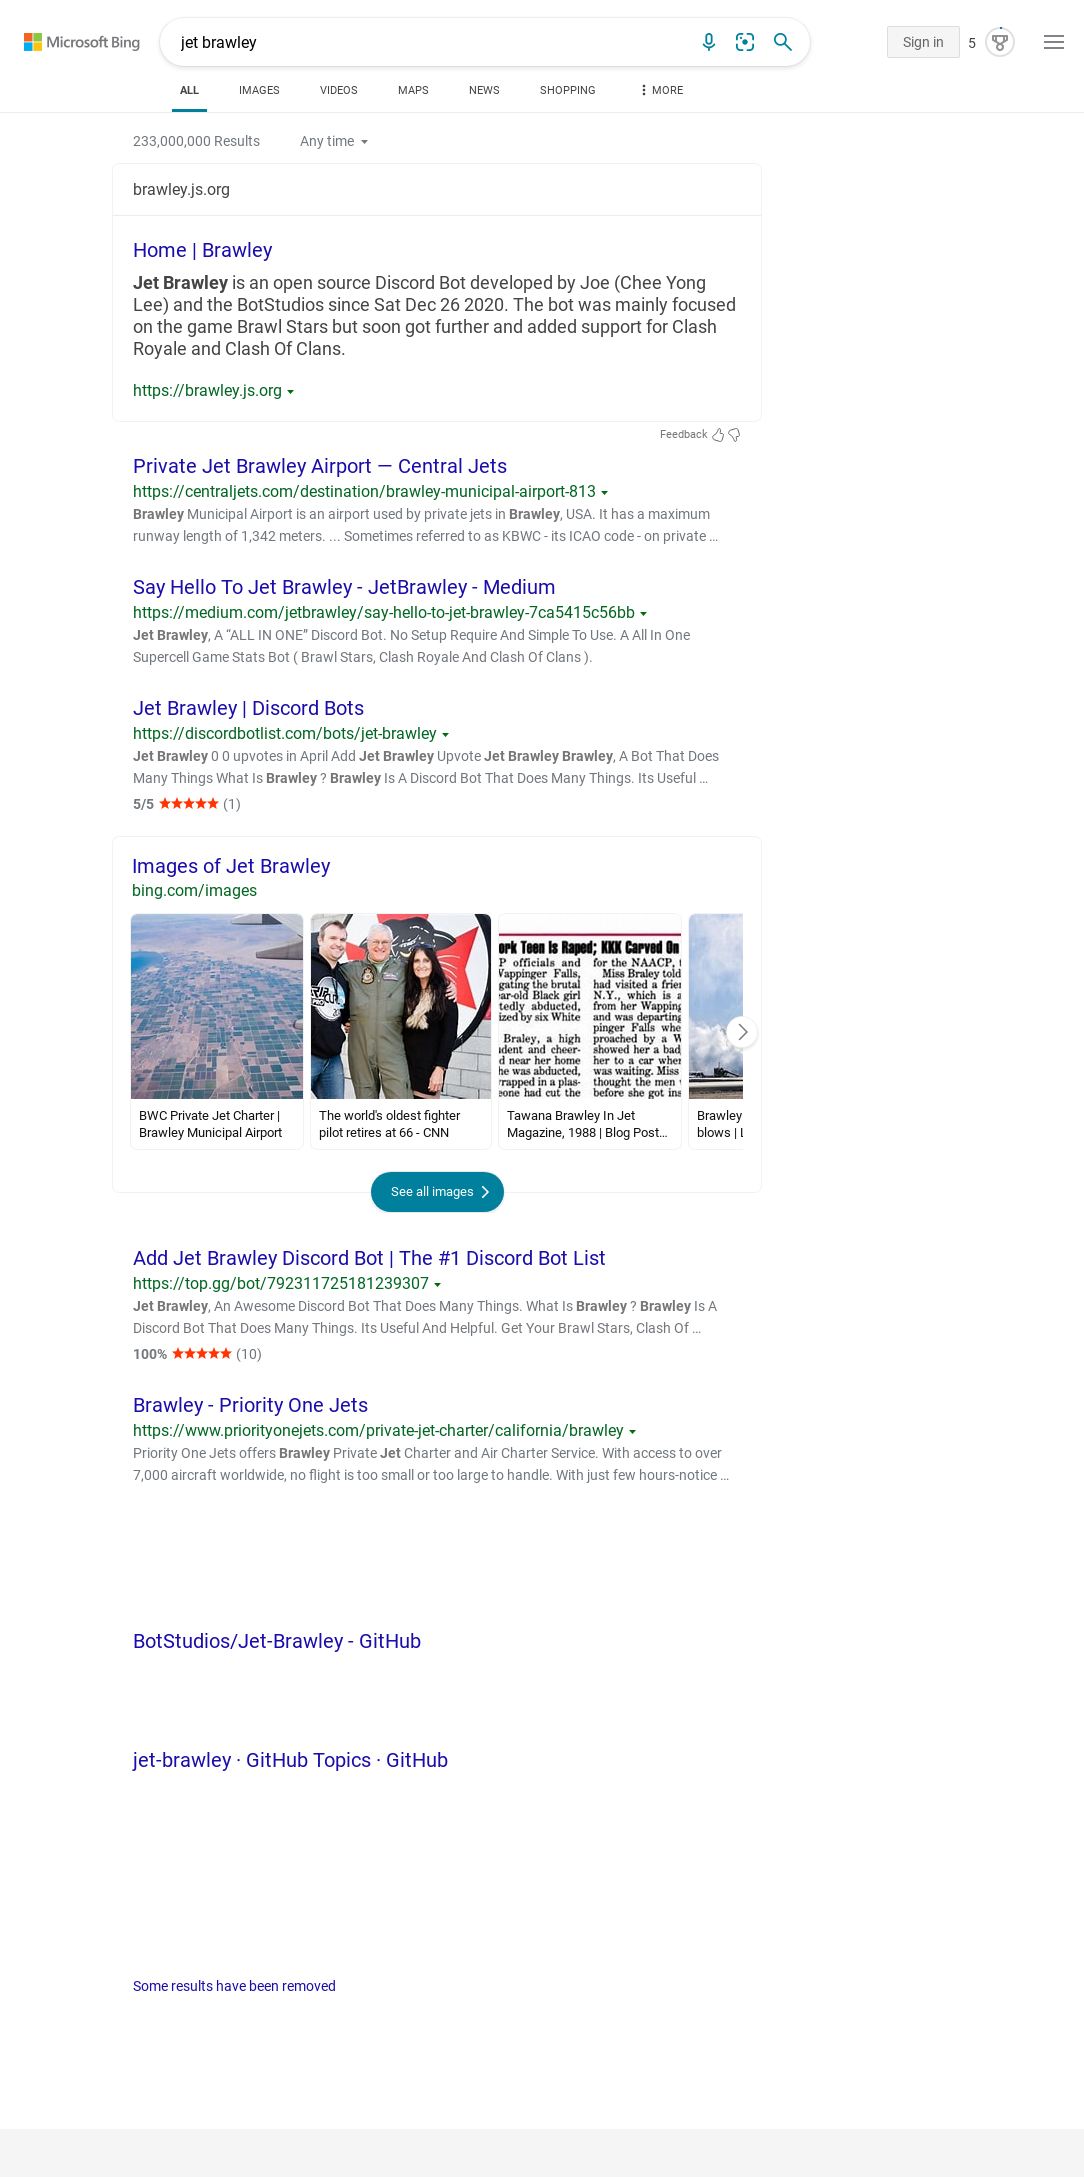 Microsoft Bing
jet brawley
Sign in
5
ALL
IMAGES
VIDEOS
MAPS
NEWS
SHOPPING
MORE
233,000,000 Results
Any time
brawley.js.org
Home | Brawley
Jet Brawley is an open source Discord Bot developed by Joe (Chee Yong
Lee) and the BotStudios since Sat Dec 26 2020. The bot was mainly focused
on the game Brawl Stars but soon got further and added support for Clash
Royale and Clash Of Clans.
https://brawley.js.org
Feedback
Private Jet Brawley Airport — Central Jets
https://centraljets.com/destination/brawley-municipal-airport-813
Brawley Municipal Airport is an airport used by private jets in Brawley, USA. It has a maximum
runway length of 1,342 meters. ... Sometimes referred to as KBWC - its ICAO code - on private …
Say Hello To Jet Brawley - JetBrawley - Medium
https://medium.com/jetbrawley/say-hello-to-jet-brawley-7ca5415c56bb
Jet Brawley, A “ALL IN ONE” Discord Bot. No Setup Require And Simple To Use. A All In One
Supercell Game Stats Bot ( Brawl Stars, Clash Royale And Clash Of Clans ).
Jet Brawley | Discord Bots
https://discordbotlist.com/bots/jet-brawley
Jet Brawley 0 0 upvotes in April Add Jet Brawley Upvote Jet Brawley Brawley, A Bot That Does
Many Things What Is Brawley ? Brawley Is A Discord Bot That Does Many Things. Its Useful …
5/5 (1)
Images of Jet Brawley
bing.com/images
ork Teen Is Raped; KKK Carved On
P officials and
Wappinger Falls,
gating the brutal
ear-old Black girl
tedly abducted,
ized by six White
Braley, a high
dent and cheer-
d near her home
he was abducted,
rapped in a plas-
eone had cut the
for the NAACP, t
Miss Braley told
had visited a frie
N.Y., which is a
from her Wapping
and was departing
pinger Falls whe
proached by a W
showed her a bad
her to a car when
was waiting. Miss
thought the men
before she got ins
BWC Private Jet Charter |
Brawley Municipal Airport
The world's oldest fighter
pilot retires at 66 - CNN
Tawana Brawley In Jet
Magazine, 1988 | Blog Post…
Brawley
blows | L
See all images
Add Jet Brawley Discord Bot | The #1 Discord Bot List
https://top.gg/bot/792311725181239307
Jet Brawley, An Awesome Discord Bot That Does Many Things. What Is Brawley ? Brawley Is A
Discord Bot That Does Many Things. Its Useful And Helpful. Get Your Brawl Stars, Clash Of …
100% (10)
Brawley - Priority One Jets
https://www.priorityonejets.com/private-jet-charter/california/brawley
Priority One Jets offers Brawley Private Jet Charter and Air Charter Service. With access to over
7,000 aircraft worldwide, no flight is too small or too large to handle. With just few hours-notice …
BotStudios/Jet-Brawley - GitHub
jet-brawley · GitHub Topics · GitHub
Some results have been removed